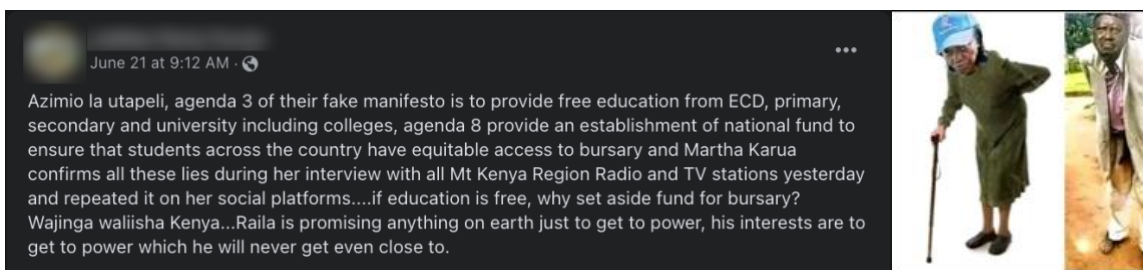 June 21 at 9:12 AM ·
Azimio la utapeli, agenda 3 of their fake manifesto is to provide free education from ECD, primary,
secondary and university including colleges, agenda 8 provide an establishment of national fund to
ensure that students across the country have equitable access to bursary and Martha Karua
confirms all these lies during her interview with all Mt Kenya Region Radio and TV stations yesterday
and repeated it on her social platforms....if education is free, why set aside fund for bursary?
Wajinga waliisha Kenya...Raila is promising anything on earth just to get to power, his interests are to
get to power which he will never get even close to.